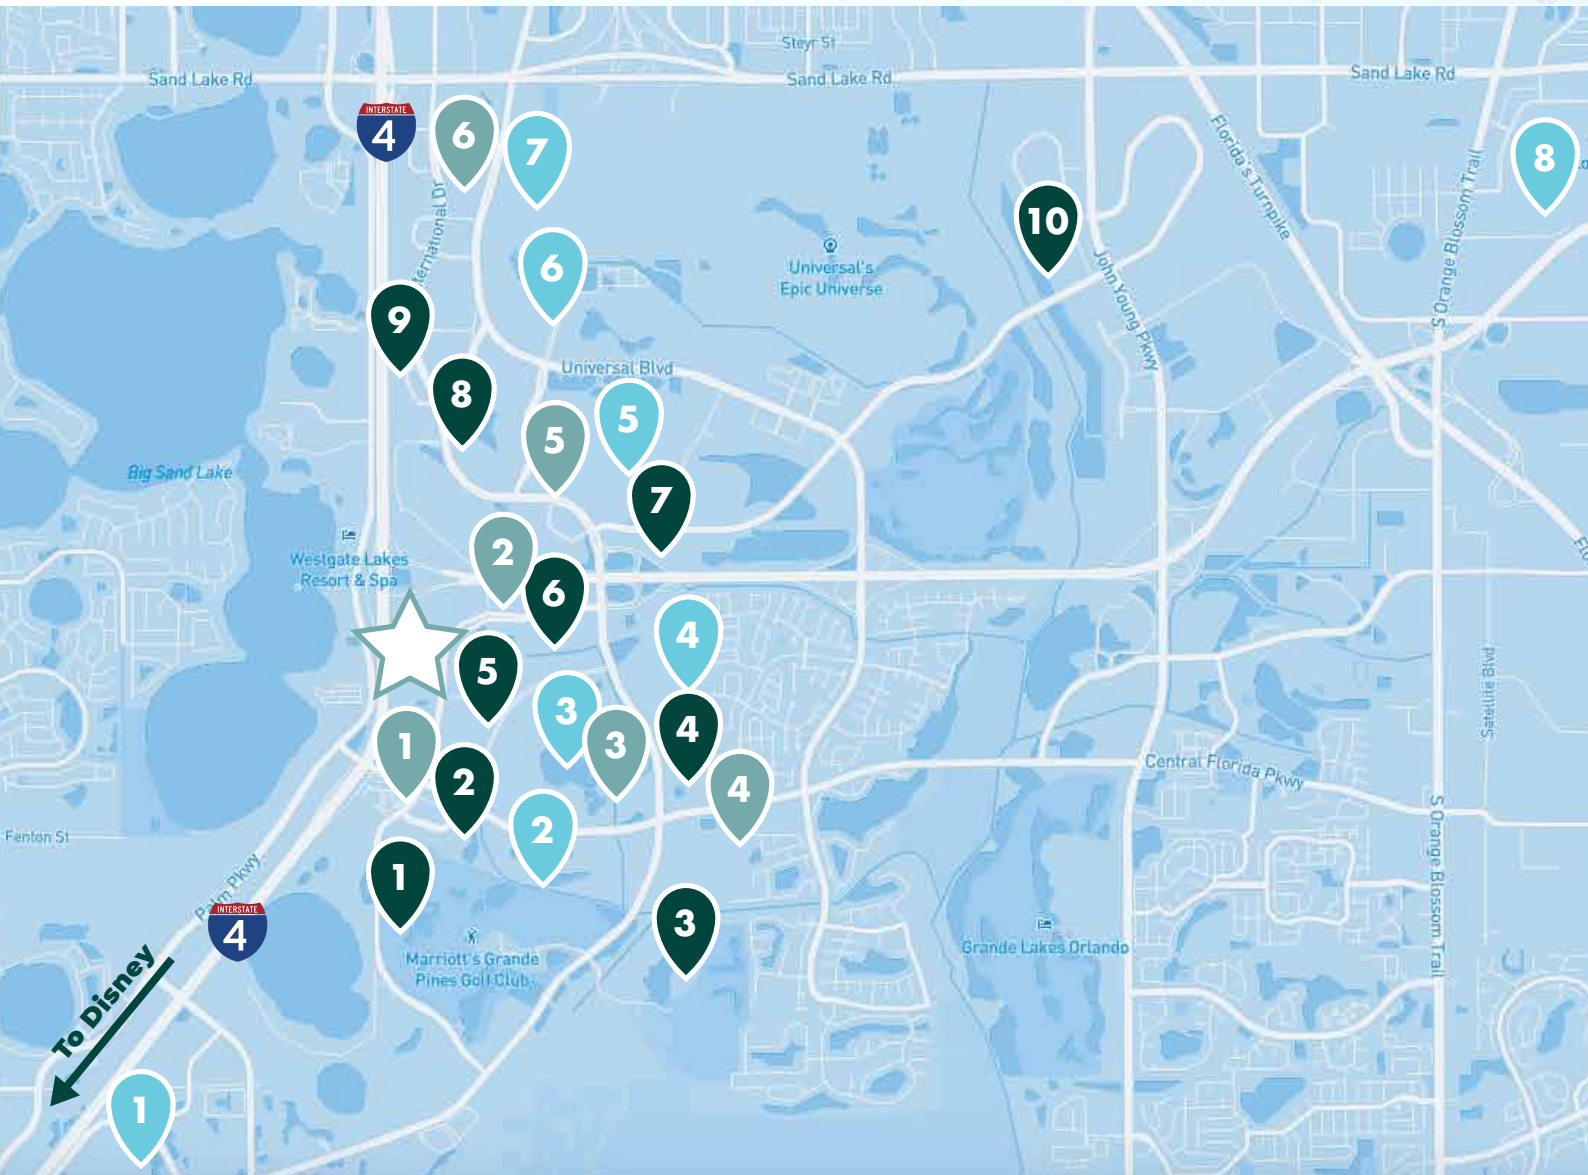 Steyr St
Sand Lake Rd
Sand Lake Rd
Sand Lake Rd
INTERSTATE
4
6
7
8
Florida's Turnpike
S Orange Blossom Trail
10
6
Universal's
Epic Universe
John Young Pkwy
9
8
Universal Blvd
5
5
7
Big Sand Lake
Westgate Lakes
Resort & Spa
2
6
4
5
3
3
4
1
2
4
Satellite Blvd
Central Florida Pkwy
Fenton St
2
1
Palm Pkwy
INTERSTATE
4
3
S Orange Blossom Trail
Marriott's Grande
Pines Golf Club
Grande Lakes Orlando
To Disney
1